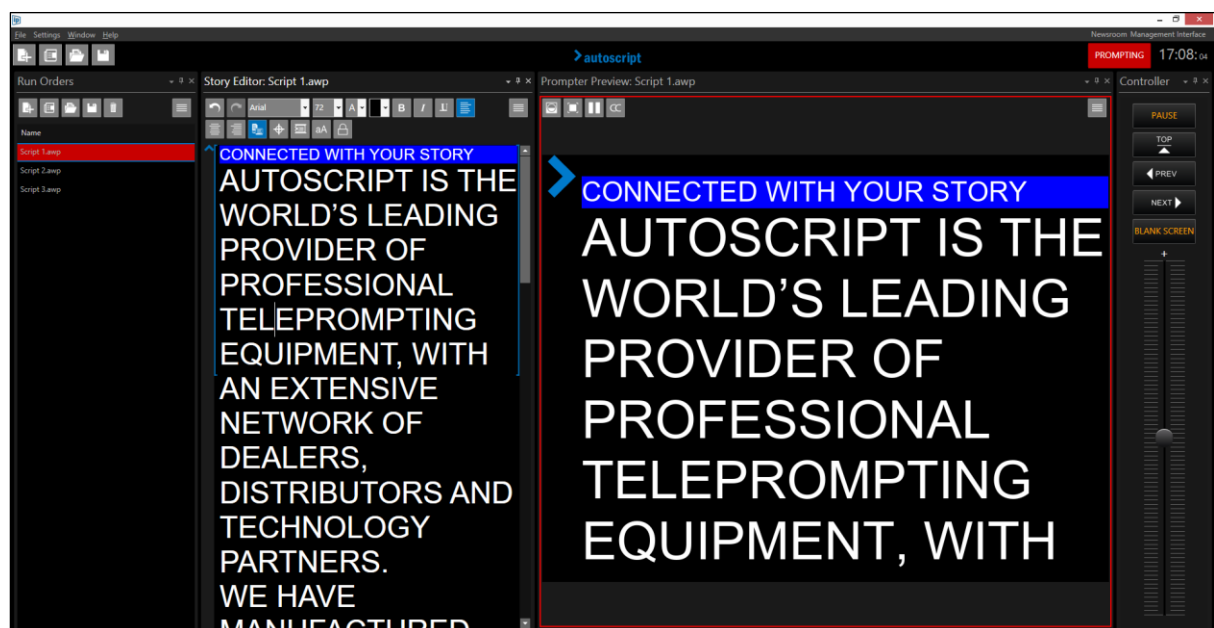 File Settings Window Help
Newsroom Management Interface
autoscript
PROMPTING
17:08:04
Run Orders
Name
Script 1.awp
Script 2.awp
Script 3.awp
Story Editor: Script 1.awp
Arial
72
A
B I U
aA
CONNECTED WITH YOUR STORY
AUTOSCRIPT IS THE
WORLD’S LEADING
PROVIDER OF
PROFESSIONAL
TELEPROMPTING
EQUIPMENT, WITH
AN EXTENSIVE
NETWORK OF
DEALERS,
DISTRIBUTORS AND
TECHNOLOGY
PARTNERS.
WE HAVE
MANUFACTURED
Prompter Preview: Script 1.awp
CC
CONNECTED WITH YOUR STORY
AUTOSCRIPT IS THE
WORLD’S LEADING
PROVIDER OF
PROFESSIONAL
TELEPROMPTING
EQUIPMENT, WITH
Controller
PAUSE
TOP
PREV
NEXT
BLANK SCREEN
+